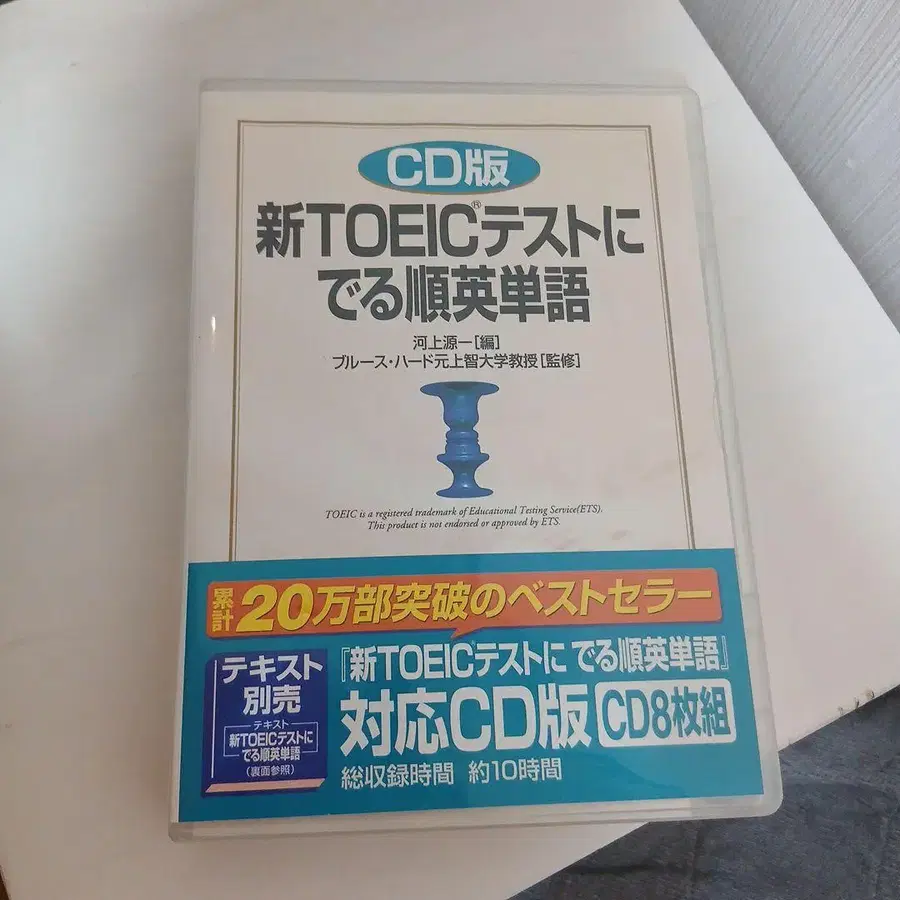 CD版
新TOEIC®テストに
でる順英単語
河上源一[編]
ブルース・ハード元上智大学教授[監修]
TOEIC is a registered trademark of Educational Testing Service(ETS).
This product is not endorsed or approved by ETS.
累計 20万部突破のベストセラー
テキスト
別売
テキスト
新TOEICテストに
でる順英単語
(裏面参照)
『新TOEIC®テストに でる順英単語』
対応CD版 CD8枚組
総収録時間 約10時間